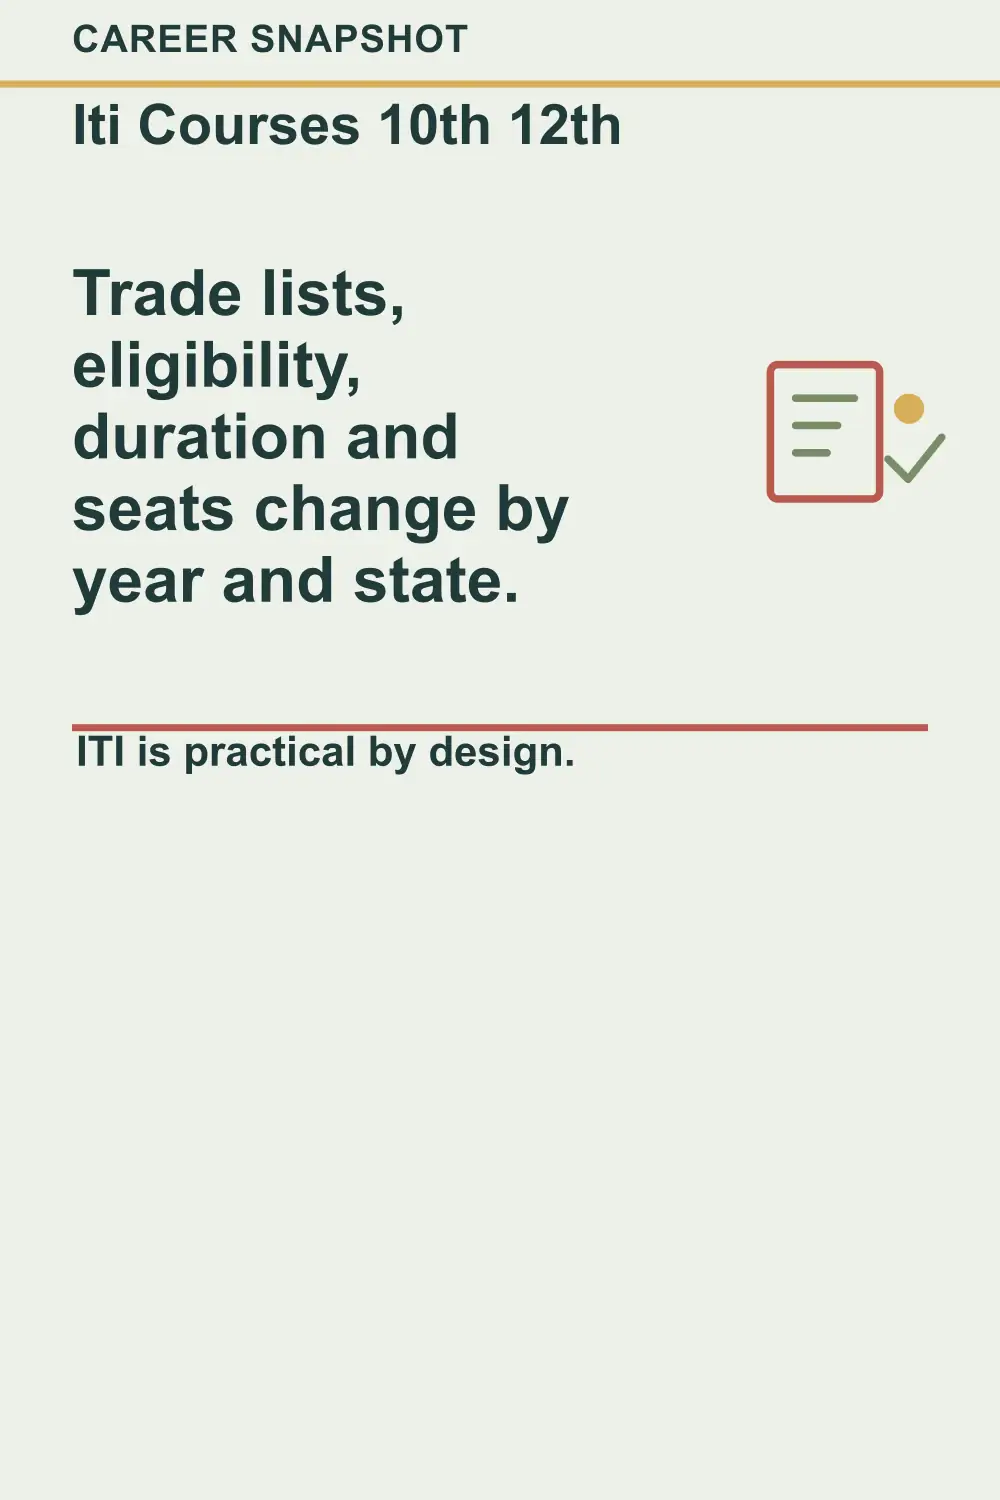 CAREER SNAPSHOT
Iti Courses 10th 12th
Trade lists,
eligibility,
duration and
seats change by
year and state.
ITI is practical by design.